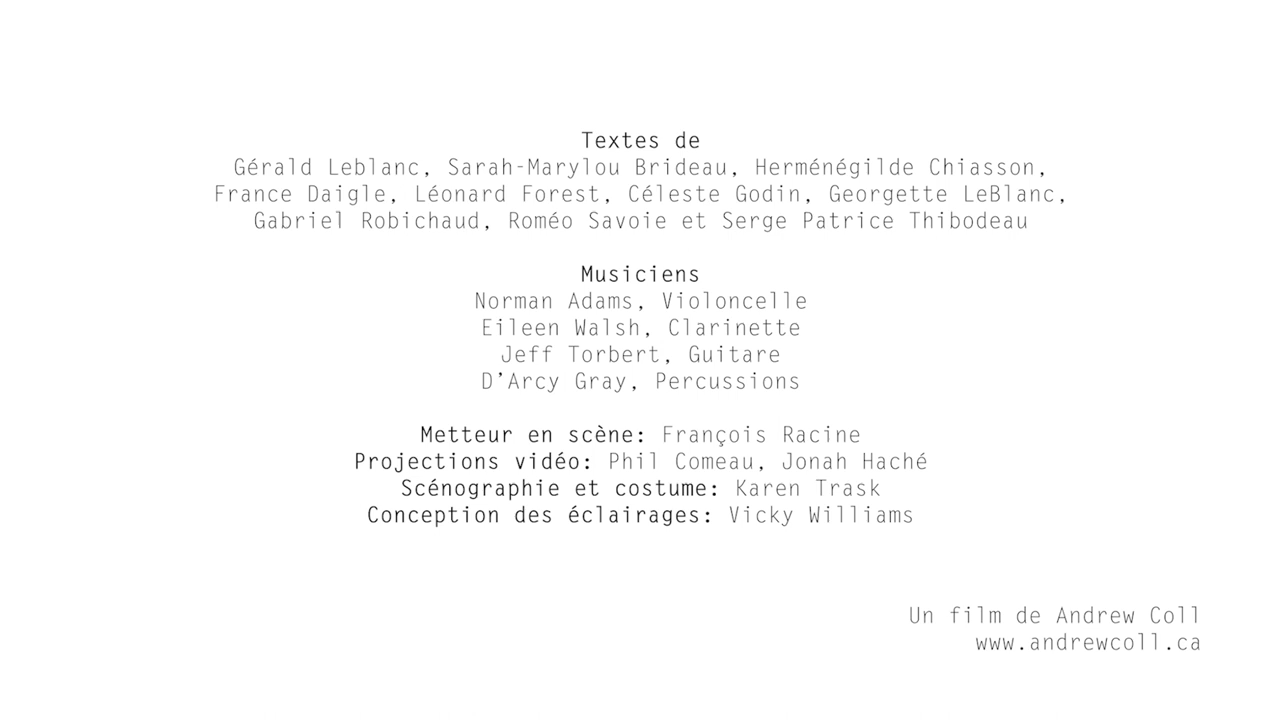 Textes de
Gérald Leblanc, Sarah-Marylou Brideau, Herménégilde Chiasson,
France Daigle, Léonard Forest, Céleste Godin, Georgette LeBlanc,
Gabriel Robichaud, Roméo Savoie et Serge Patrice Thibodeau
Musiciens
Norman Adams, Violoncelle
Eileen Walsh, Clarinette
Jeff Torbert, Guitare
D'Arcy Gray, Percussions
Metteur en scène: François Racine
Projections vidéo: Phil Comeau, Jonah Haché
Scénographie et costume: Karen Trask
Conception des éclairages: Vicky Williams
Un film de Andrew Coll
www.andrewcoll.ca